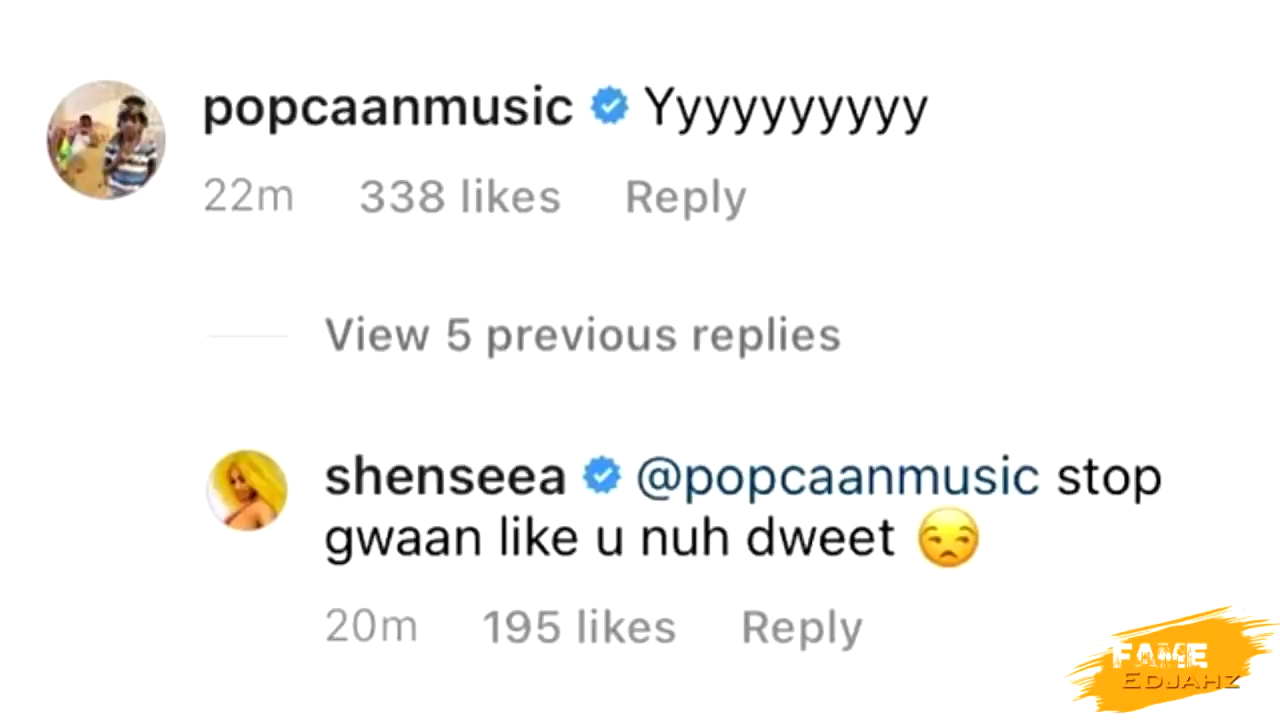 popcaanmusic Yyyyyyyyyy
22m 338 likes Reply
View 5 previous replies
shenseea @popcaanmusic stop
gwaan like u nuh dweet 😒
20m 195 likes Reply
FAME
EDJAHZ